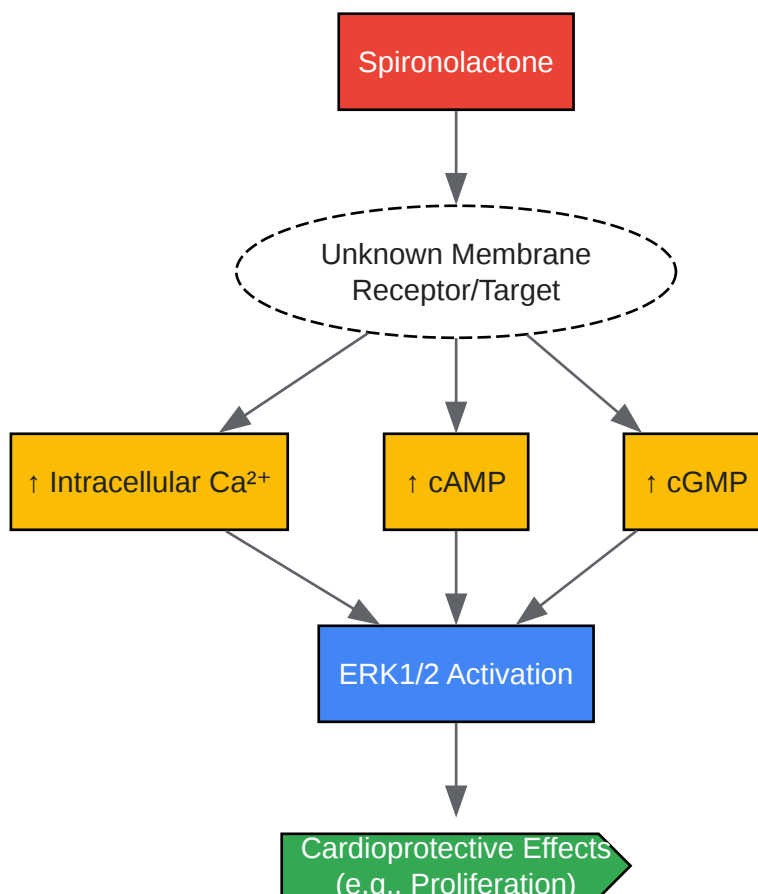 Spironolactone
Unknown Membrane
Receptor/Target
↑ Intracellular Ca²⁺
↑ cAMP
↑ cGMP
ERK1/2 Activation
Cardioprotective Effects
(e.g., Proliferation)